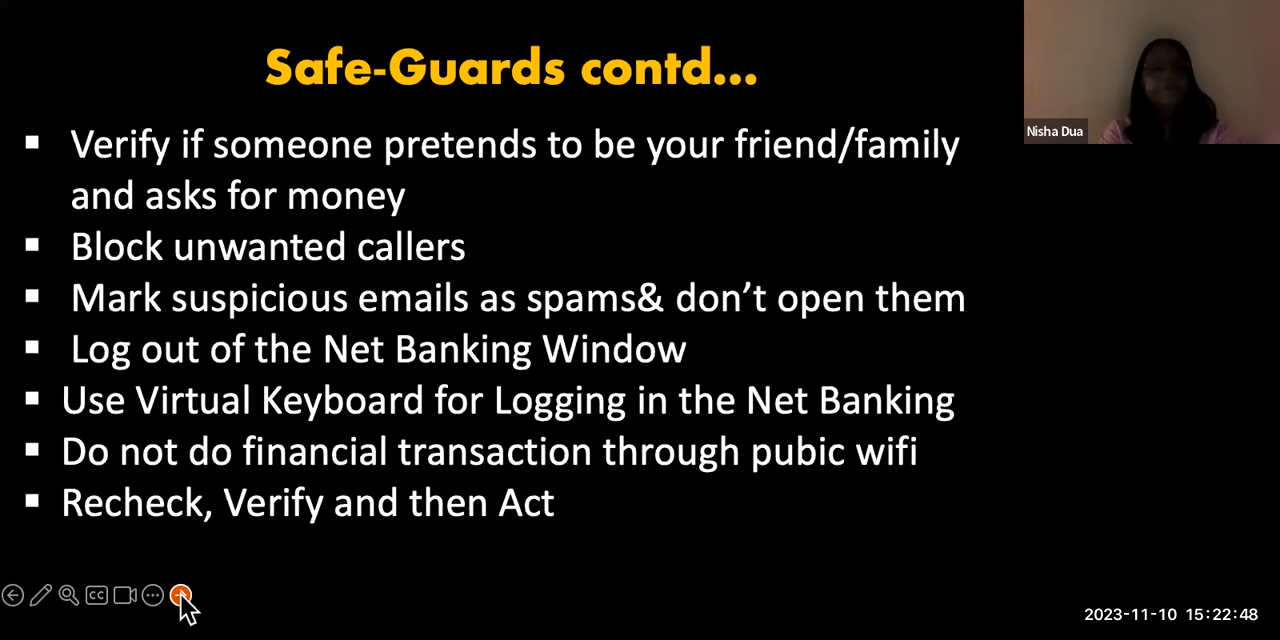 Safe-Guards contd...
Nisha Dua
▪ Verify if someone pretends to be your friend/family
and asks for money
▪ Block unwanted callers
▪ Mark suspicious emails as spams& don’t open them
▪ Log out of the Net Banking Window
▪ Use Virtual Keyboard for Logging in the Net Banking
▪ Do not do financial transaction through pubic wifi
▪ Recheck, Verify and then Act
CC
2023-11-10 15:22:48